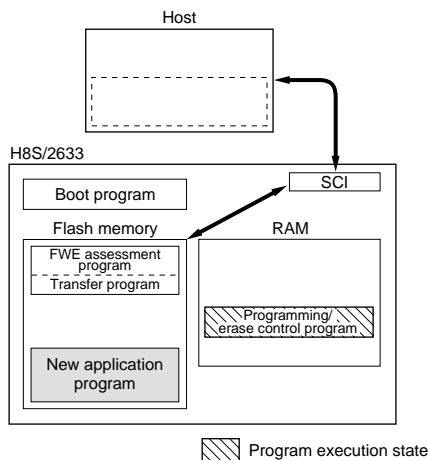 Host
H8S/2633
SCI
Boot program
Flash memory
RAM
FWE assessment
program
Transfer program
Programming/
erase control program
New application
program
Program execution state